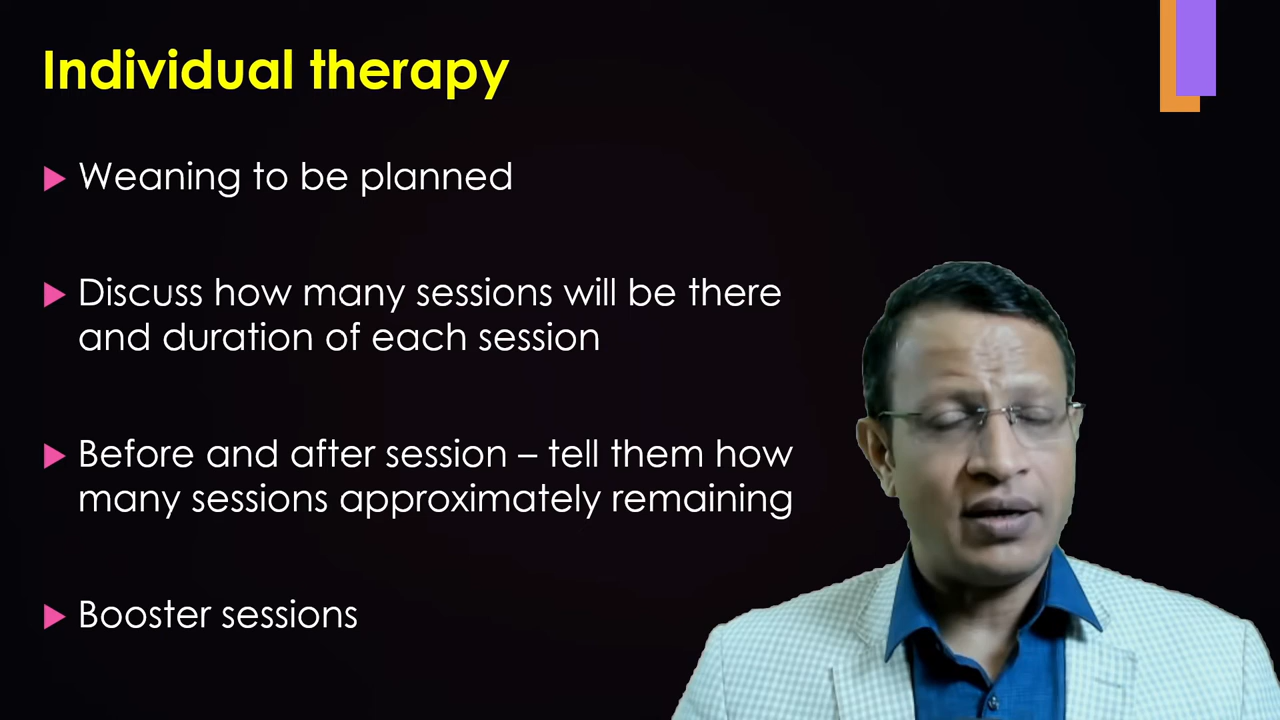 Individual therapy
Weaning to be planned
Discuss how many sessions will be there
and duration of each session
Before and after session – tell them how
many sessions approximately remaining
Booster sessions